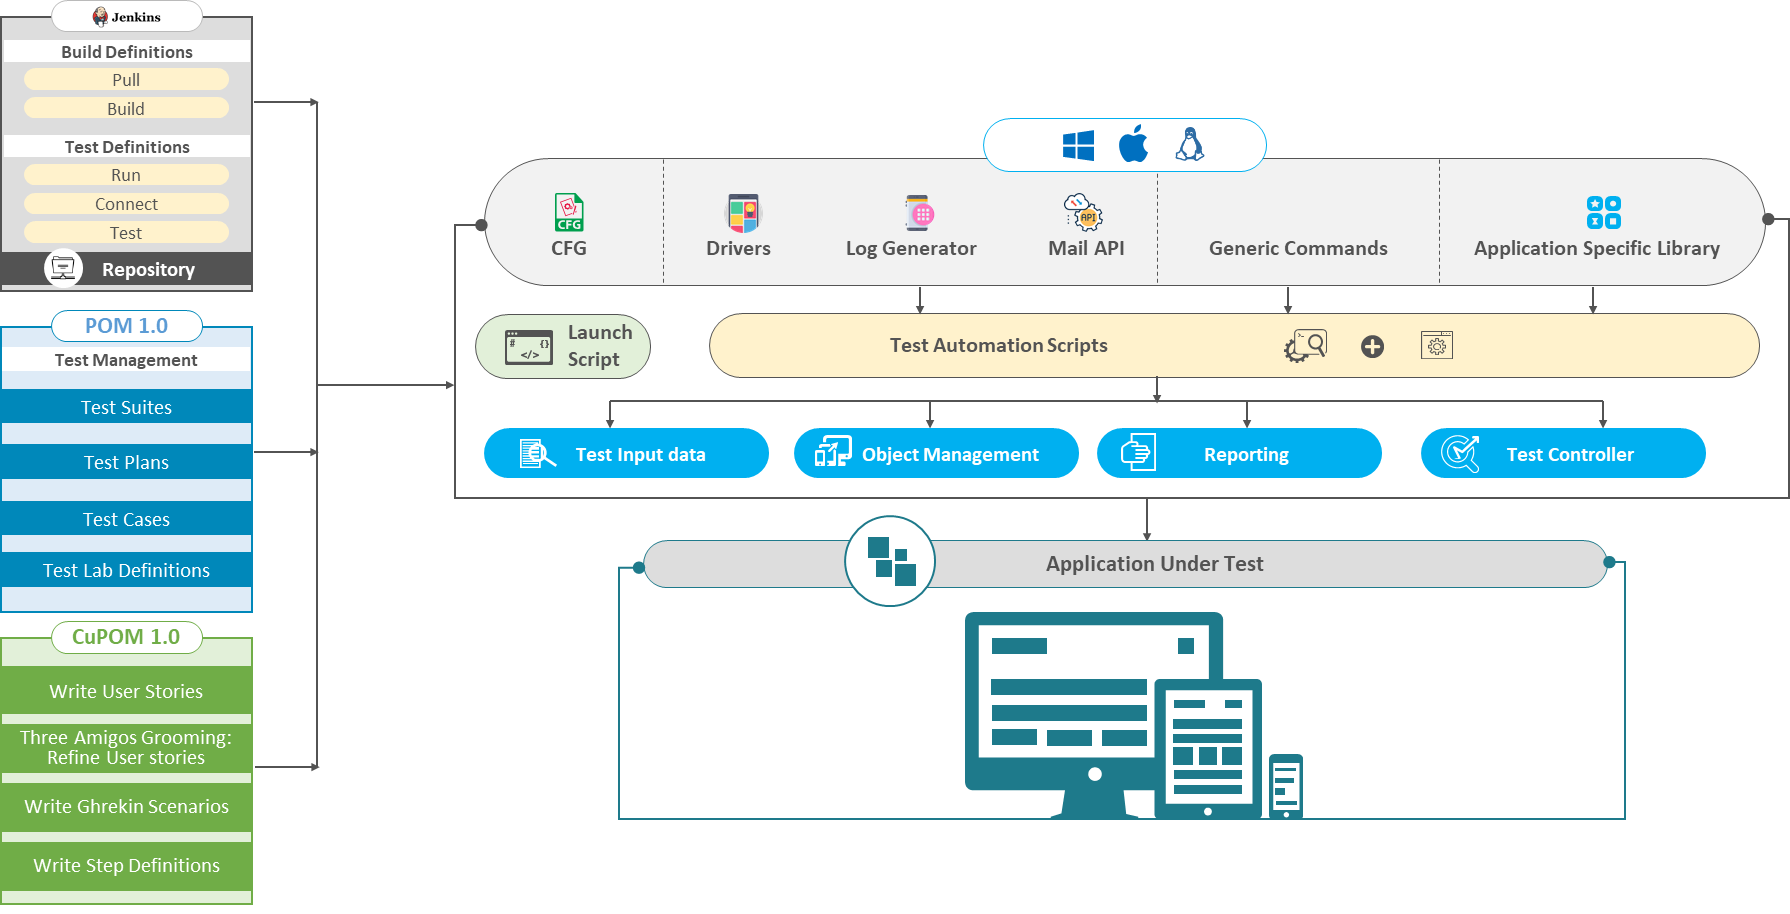 Jenkins
Build Definitions
Pull
Build
Test Definitions
Run
Connect
Test
Repository
POM 1.0
Test Management
Test Suites
Test Plans
Test Cases
Test Lab Definitions
CuPOM 1.0
Write User Stories
Three Amigos Grooming:
Refine User stories
Write Ghrekin Scenarios
Write Step Definitions
CFG
CFG
Drivers
Log Generator
API
Mail API
Generic Commands
Application Specific Library
# {}
</>
Launch
Script
Test Automation Scripts
Test Input data
Object Management
Reporting
Test Controller
Application Under Test